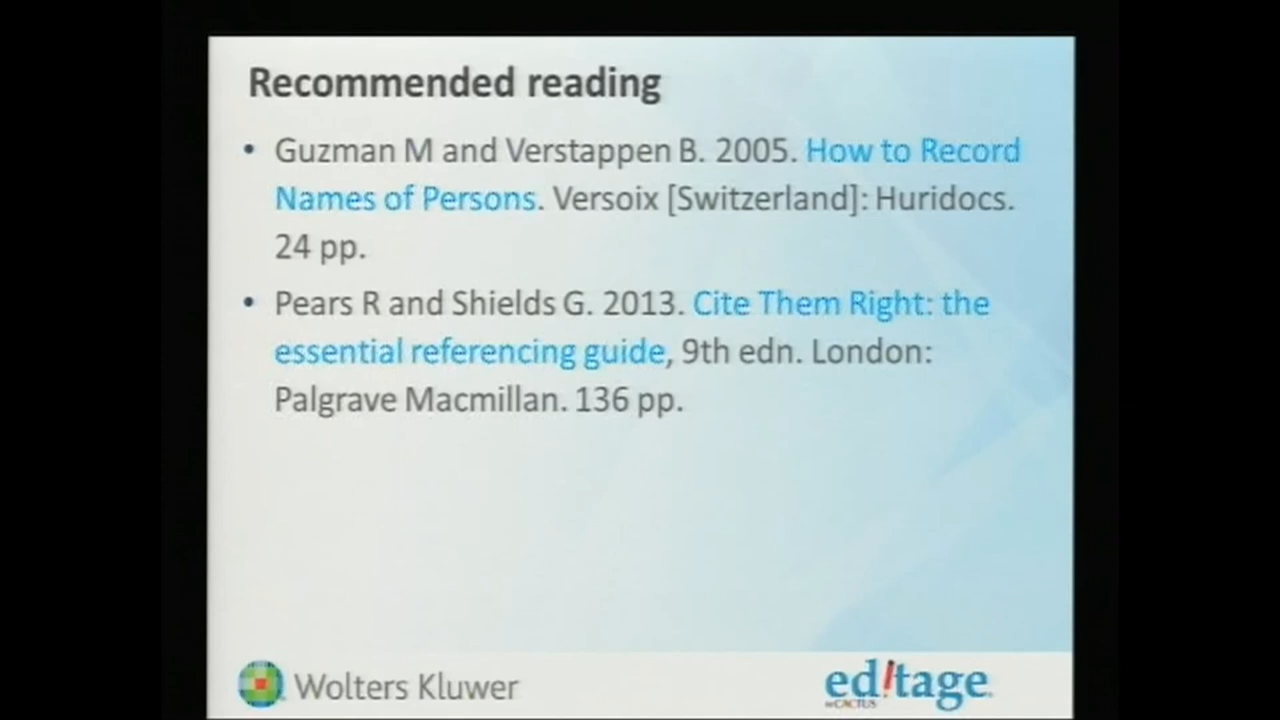 Recommended reading
• Guzman M and Verstappen B. 2005. How to Record
Names of Persons. Versoix [Switzerland]: Huridocs.
24 pp.
• Pears R and Shields G. 2013. Cite Them Right: the
essential referencing guide, 9th edn. London:
Palgrave Macmillan. 136 pp.
Wolters Kluwer
editage
by CACTUS